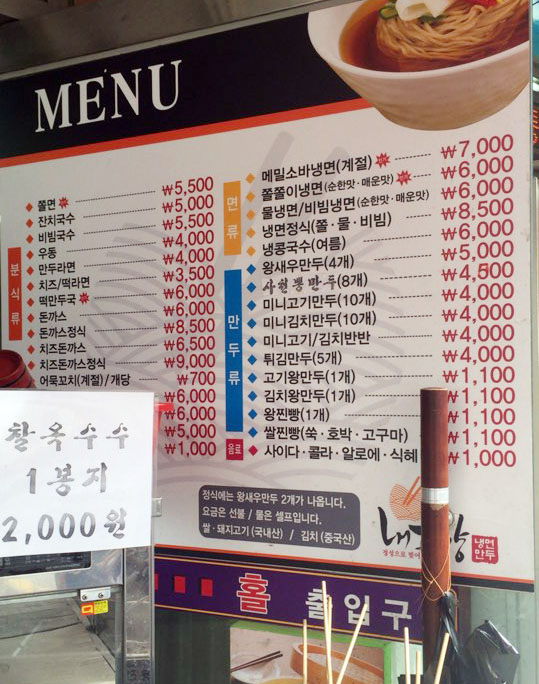 MENU
분식류
쫄면 ₩5,500
잔치국수 ₩5,000
비빔국수 ₩5,500
우동 ₩4,000
만두라면 ₩4,000
치즈/떡라면 ₩3,500
떡만두국 ₩6,000
돈까스 ₩6,000
돈까스정식 ₩8,500
치즈돈까스 ₩6,500
치즈돈까스정식 ₩9,000
어묵꼬치(계절)/개당 ₩700
₩6,000
₩6,000
₩5,000
₩1,000
면류
메밀소바냉면(계절) ₩7,000
쫄쫄이냉면(순한맛·매운맛) ₩6,000
물냉면/비빔냉면(순한맛·매운맛) ₩6,000
냉면정식(쫄·물·비빔) ₩8,500
냉콩국수(여름) ₩6,000
만두류
왕새우만두(4개) ₩5,000
만두(8개) ₩4,500
미니고기만두(10개) ₩4,000
미니김치만두(10개) ₩4,000
미니고기/김치반반 ₩4,000
튀김만두(5개) ₩4,000
고기왕만두(1개) ₩1,100
김치왕만두(1개) ₩1,100
왕찐빵(1개) ₩1,100
쌀찐빵(쑥·호박·고구마) ₩1,100
음료
사이다·콜라·알로에·식혜 ₩1,000
정식에는 왕새우만두 2개가 나옵니다.
요금은 선불 / 물은 셀프입니다.
쌀·돼지고기(국내산) / 김치(중국산)
냉면
만두
찰옥수수
1봉지
2,000원
홀 출입구